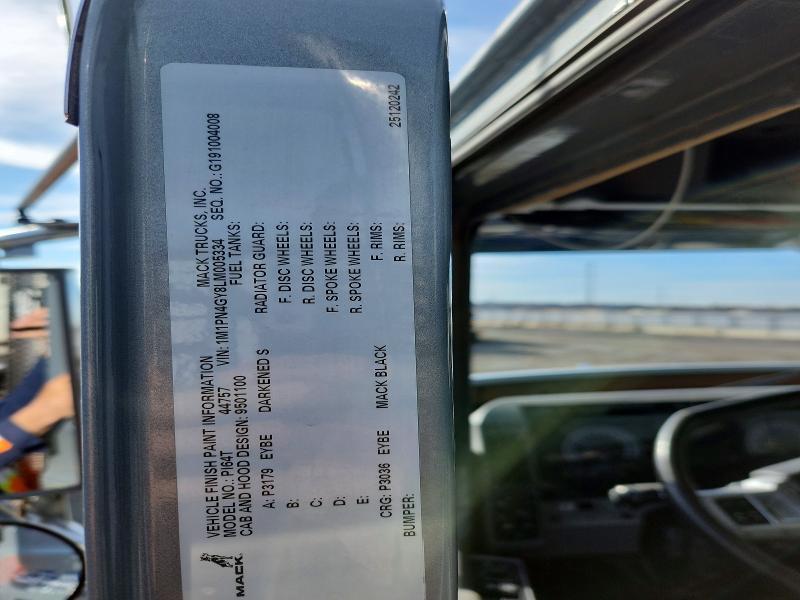 MACK
VEHICLE FINISH PAINT INFORMATION MACK TRUCKS, INC.
MODEL NO.: PI64T 44757 VIN: 1M1PN4GY8LM005334 SEQ. NO.: G191004008
CAB AND HOOD DESIGN: 9501100 FUEL TANKS:
A: P3179 EYBE DARKENED S RADIATOR GUARD:
B: F. DISC WHEELS:
C: R. DISC WHEELS:
D: F. SPOKE WHEELS:
E: R. SPOKE WHEELS:
CRG: P3036 EYBE MACK BLACK F. RIMS:
BUMPER: R. RIMS:
25120242